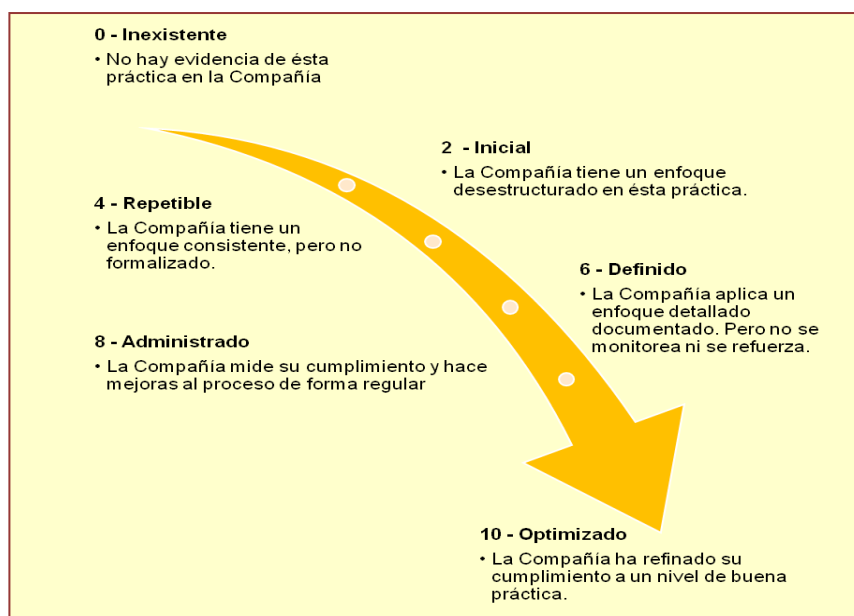 0 - Inexistente
• No hay evidencia de ésta
práctica en la Compañía
2 - Inicial
• La Compañía tiene un enfoque
desestructurado en ésta práctica.
4 - Repetible
• La Compañía tiene un
enfoque consistente, pero no
formalizado.
6 - Definido
• La Compañía aplica un
enfoque detallado
documentado. Pero no se
monitorea ni se refuerza.
8 - Administrado
• La Compañía mide su cumplimiento y hace
mejoras al proceso de forma regular
10 - Optimizado
• La Compañía ha refinado su
cumplimiento a un nivel de buena
práctica.